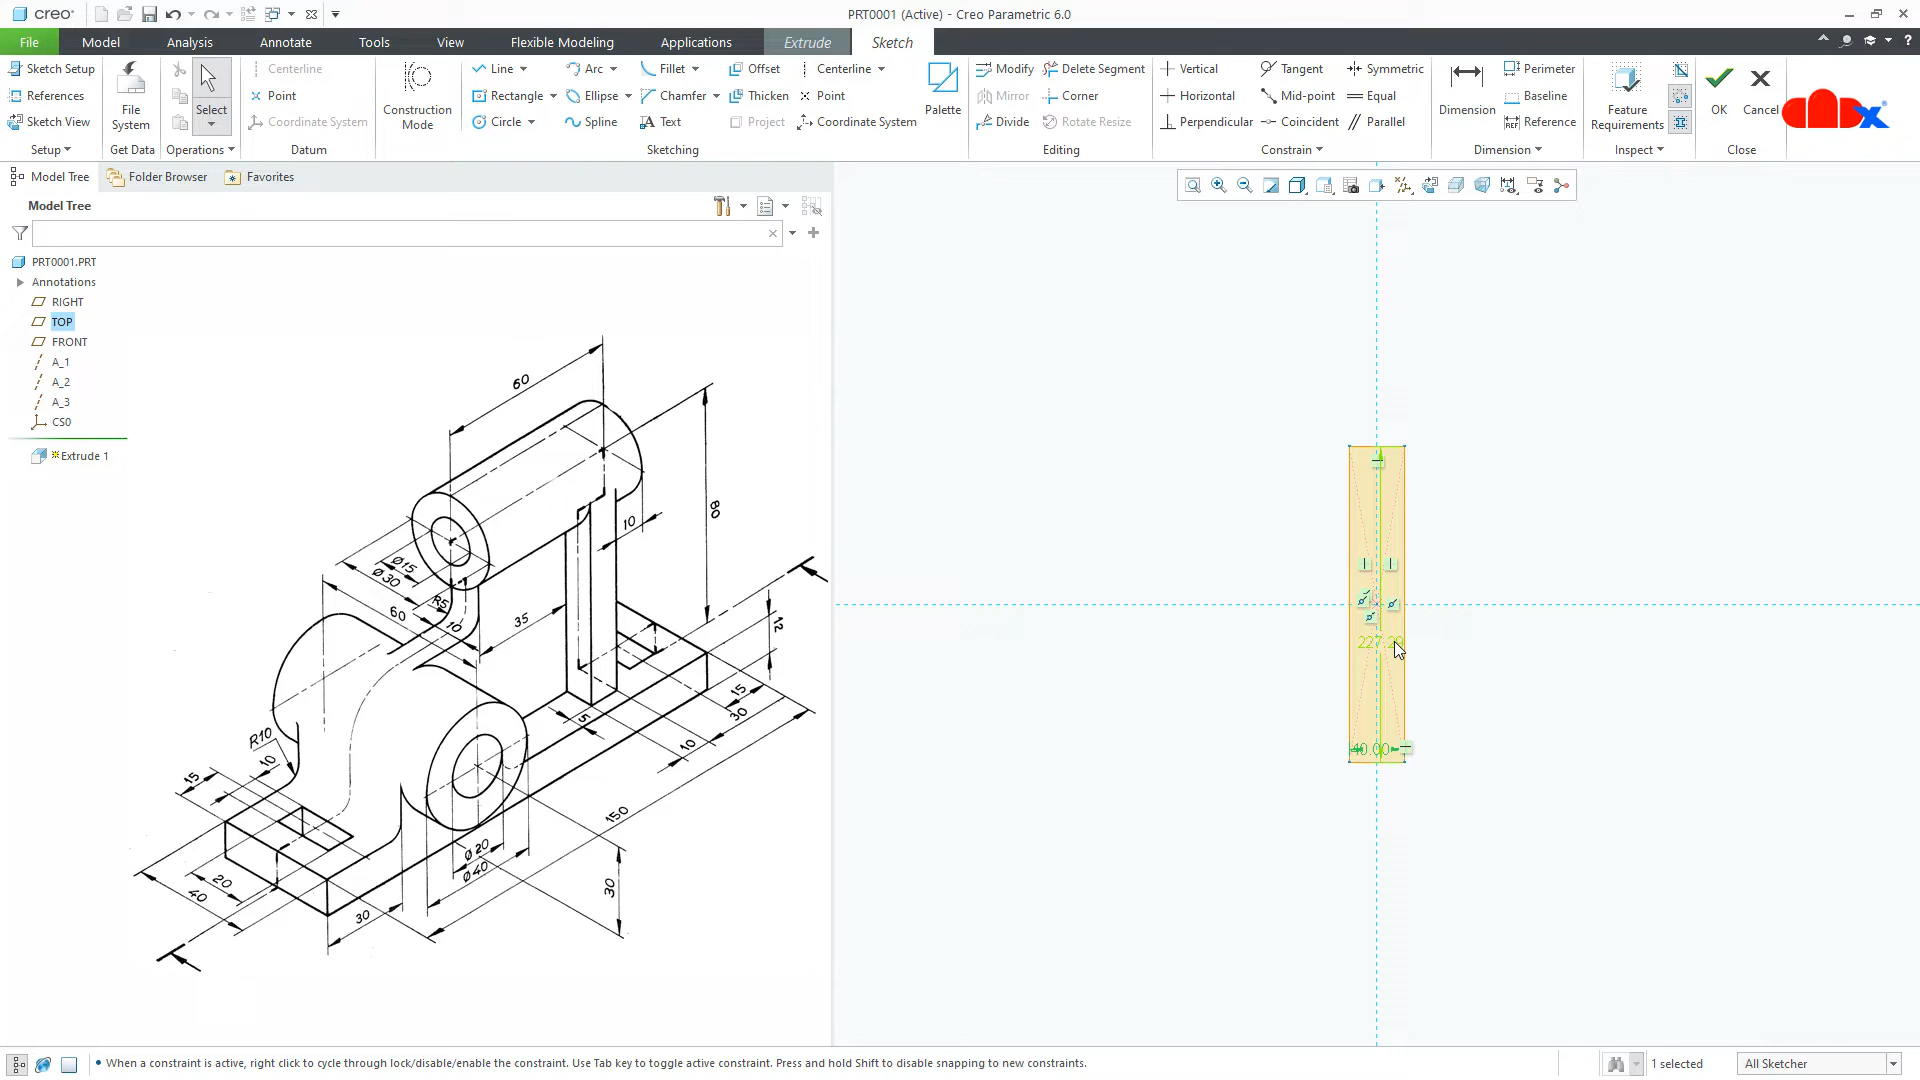 creo
PRT0001 (Active) - Creo Parametric 6.0
File Model Analysis Annotate Tools View Flexible Modeling Applications Extrude Sketch
Sketch Setup
References
Sketch View
Setup
File System
Get Data
Select
Operations
Centerline
Point
Coordinate System
Datum
Construction Mode
Line Arc Fillet Offset Centerline
Rectangle Ellipse Chamfer Thicken Point
Circle Spline Text Project Coordinate System
Palette
Sketching
Modify Delete Segment
Mirror Corner
Divide Rotate Resize
Editing
Vertical Tangent Symmetric
Horizontal Mid-point Equal
Perpendicular Coincident Parallel
Constrain
Dimension
Perimeter
Baseline
Reference
Dimension
Feature Requirements
Inspect
OK
Cancel
Close
Model Tree Folder Browser Favorites
Model Tree
PRT0001.PRT
Annotations
RIGHT
TOP
FRONT
A_1
A_2
A_3
CS0
Extrude 1
60
80
10
Ø15
Ø30
R5
60
10
35
12
15
30
5
10
R10
10
15
150
Ø20
Ø40
30
20
40
30
40.00
When a constraint is active, right click to cycle through lock/disable/enable the constraint. Use Tab key to toggle active constraint. Press and hold Shift to disable snapping to new constraints.
1 selected
All Sketcher